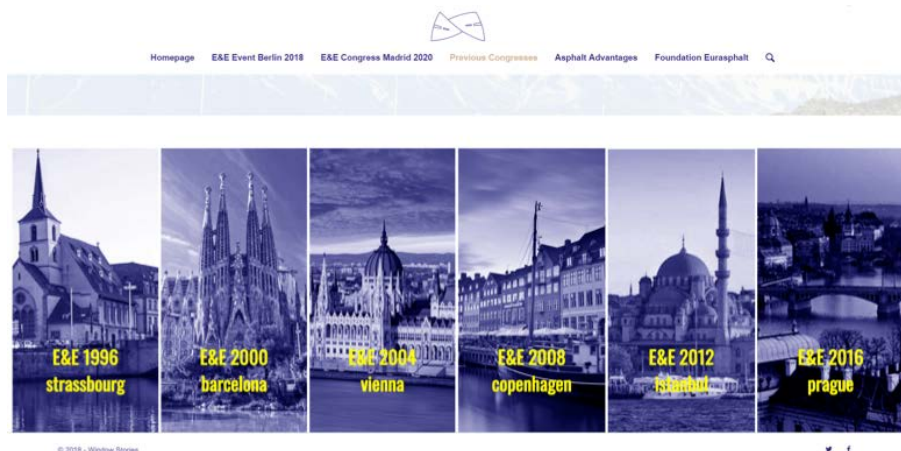 Homepage E&E Event Berlin 2018 E&E Congress Madrid 2020 Previous Congresses Asphalt Advantages Foundation Eurasphalt
E&E 1996
strassbourg
E&E 2000
barcelona
E&E 2004
vienna
E&E 2008
copenhagen
E&E 2012
istanbul
E&E 2016
prague
© 2018 - Window Stories